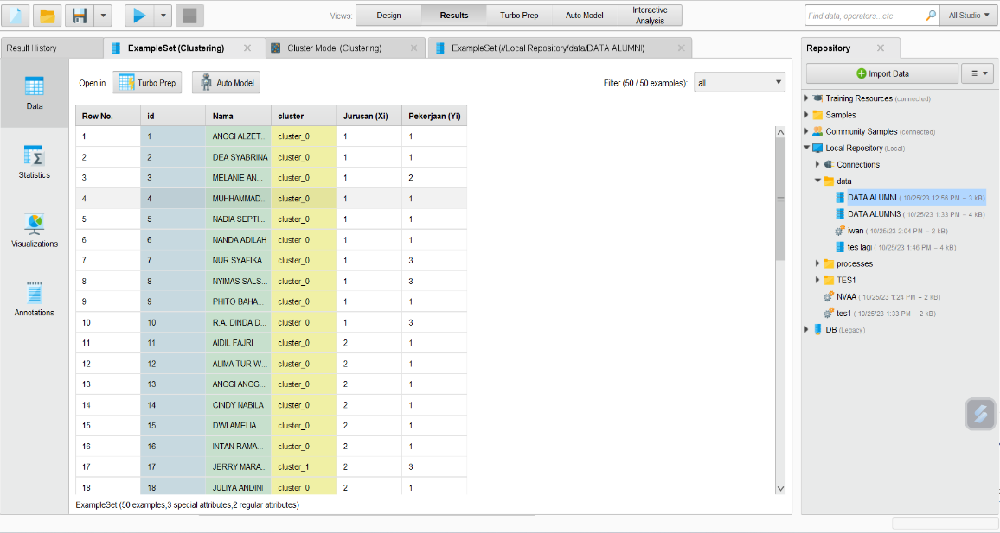 Views: Design Results Turbo Prep Auto Model Interactive Analysis Find data, operators...etc All Studio
Result History ExampleSet (Clustering) Cluster Model (Clustering) ExampleSet (//Local Repository/data/DATA ALUMNI) Repository
Data
Statistics
Visualizations
Annotations
Open in Turbo Prep Auto Model Filter (50 / 50 examples): all
Row No. id Nama cluster Jurusan (Xi) Pekerjaan (Yi)
1 1 ANGGI ALZET... cluster_0 1 1
2 2 DEA SYABRINA cluster_0 1 1
3 3 MELANIE AN... cluster_0 1 2
4 4 MUHHAMMAD... cluster_0 1 1
5 5 NADIA SEPTI... cluster_0 1 1
6 6 NANDA ADILAH cluster_0 1 1
7 7 NUR SYAFIKA... cluster_0 1 3
8 8 NYIMAS SALS... cluster_0 1 3
9 9 PHITO BAHA... cluster_0 1 1
10 10 R.A. DINDA D... cluster_0 1 3
11 11 AIDIL FAJRI cluster_0 2 1
12 12 ALIMA TUR W... cluster_0 2 1
13 13 ANGGI ANGG... cluster_0 2 1
14 14 CINDY NABILA cluster_0 2 1
15 15 DWI AMELIA cluster_0 2 1
16 16 INTAN RAMA... cluster_0 2 1
17 17 JERRY MARA... cluster_1 2 3
18 18 JULIYA ANDINI cluster_0 2 1
ExampleSet (50 examples,3 special attributes,2 regular attributes)
Import Data
Training Resources (connected)
Samples
Community Samples (connected)
Local Repository (Local)
Connections
data
DATA ALUMNI ( 10/25/23 12:56 PM – 3 kB)
DATA ALUMNI3 ( 10/25/23 1:33 PM – 4 kB)
iwan ( 10/25/23 2:04 PM – 2 kB)
tes lagi ( 10/25/23 1:46 PM – 4 kB)
processes
TES1
NVAA ( 10/25/23 1:24 PM – 2 kB)
tes1 ( 10/25/23 1:33 PM – 2 kB)
DB (Legacy)